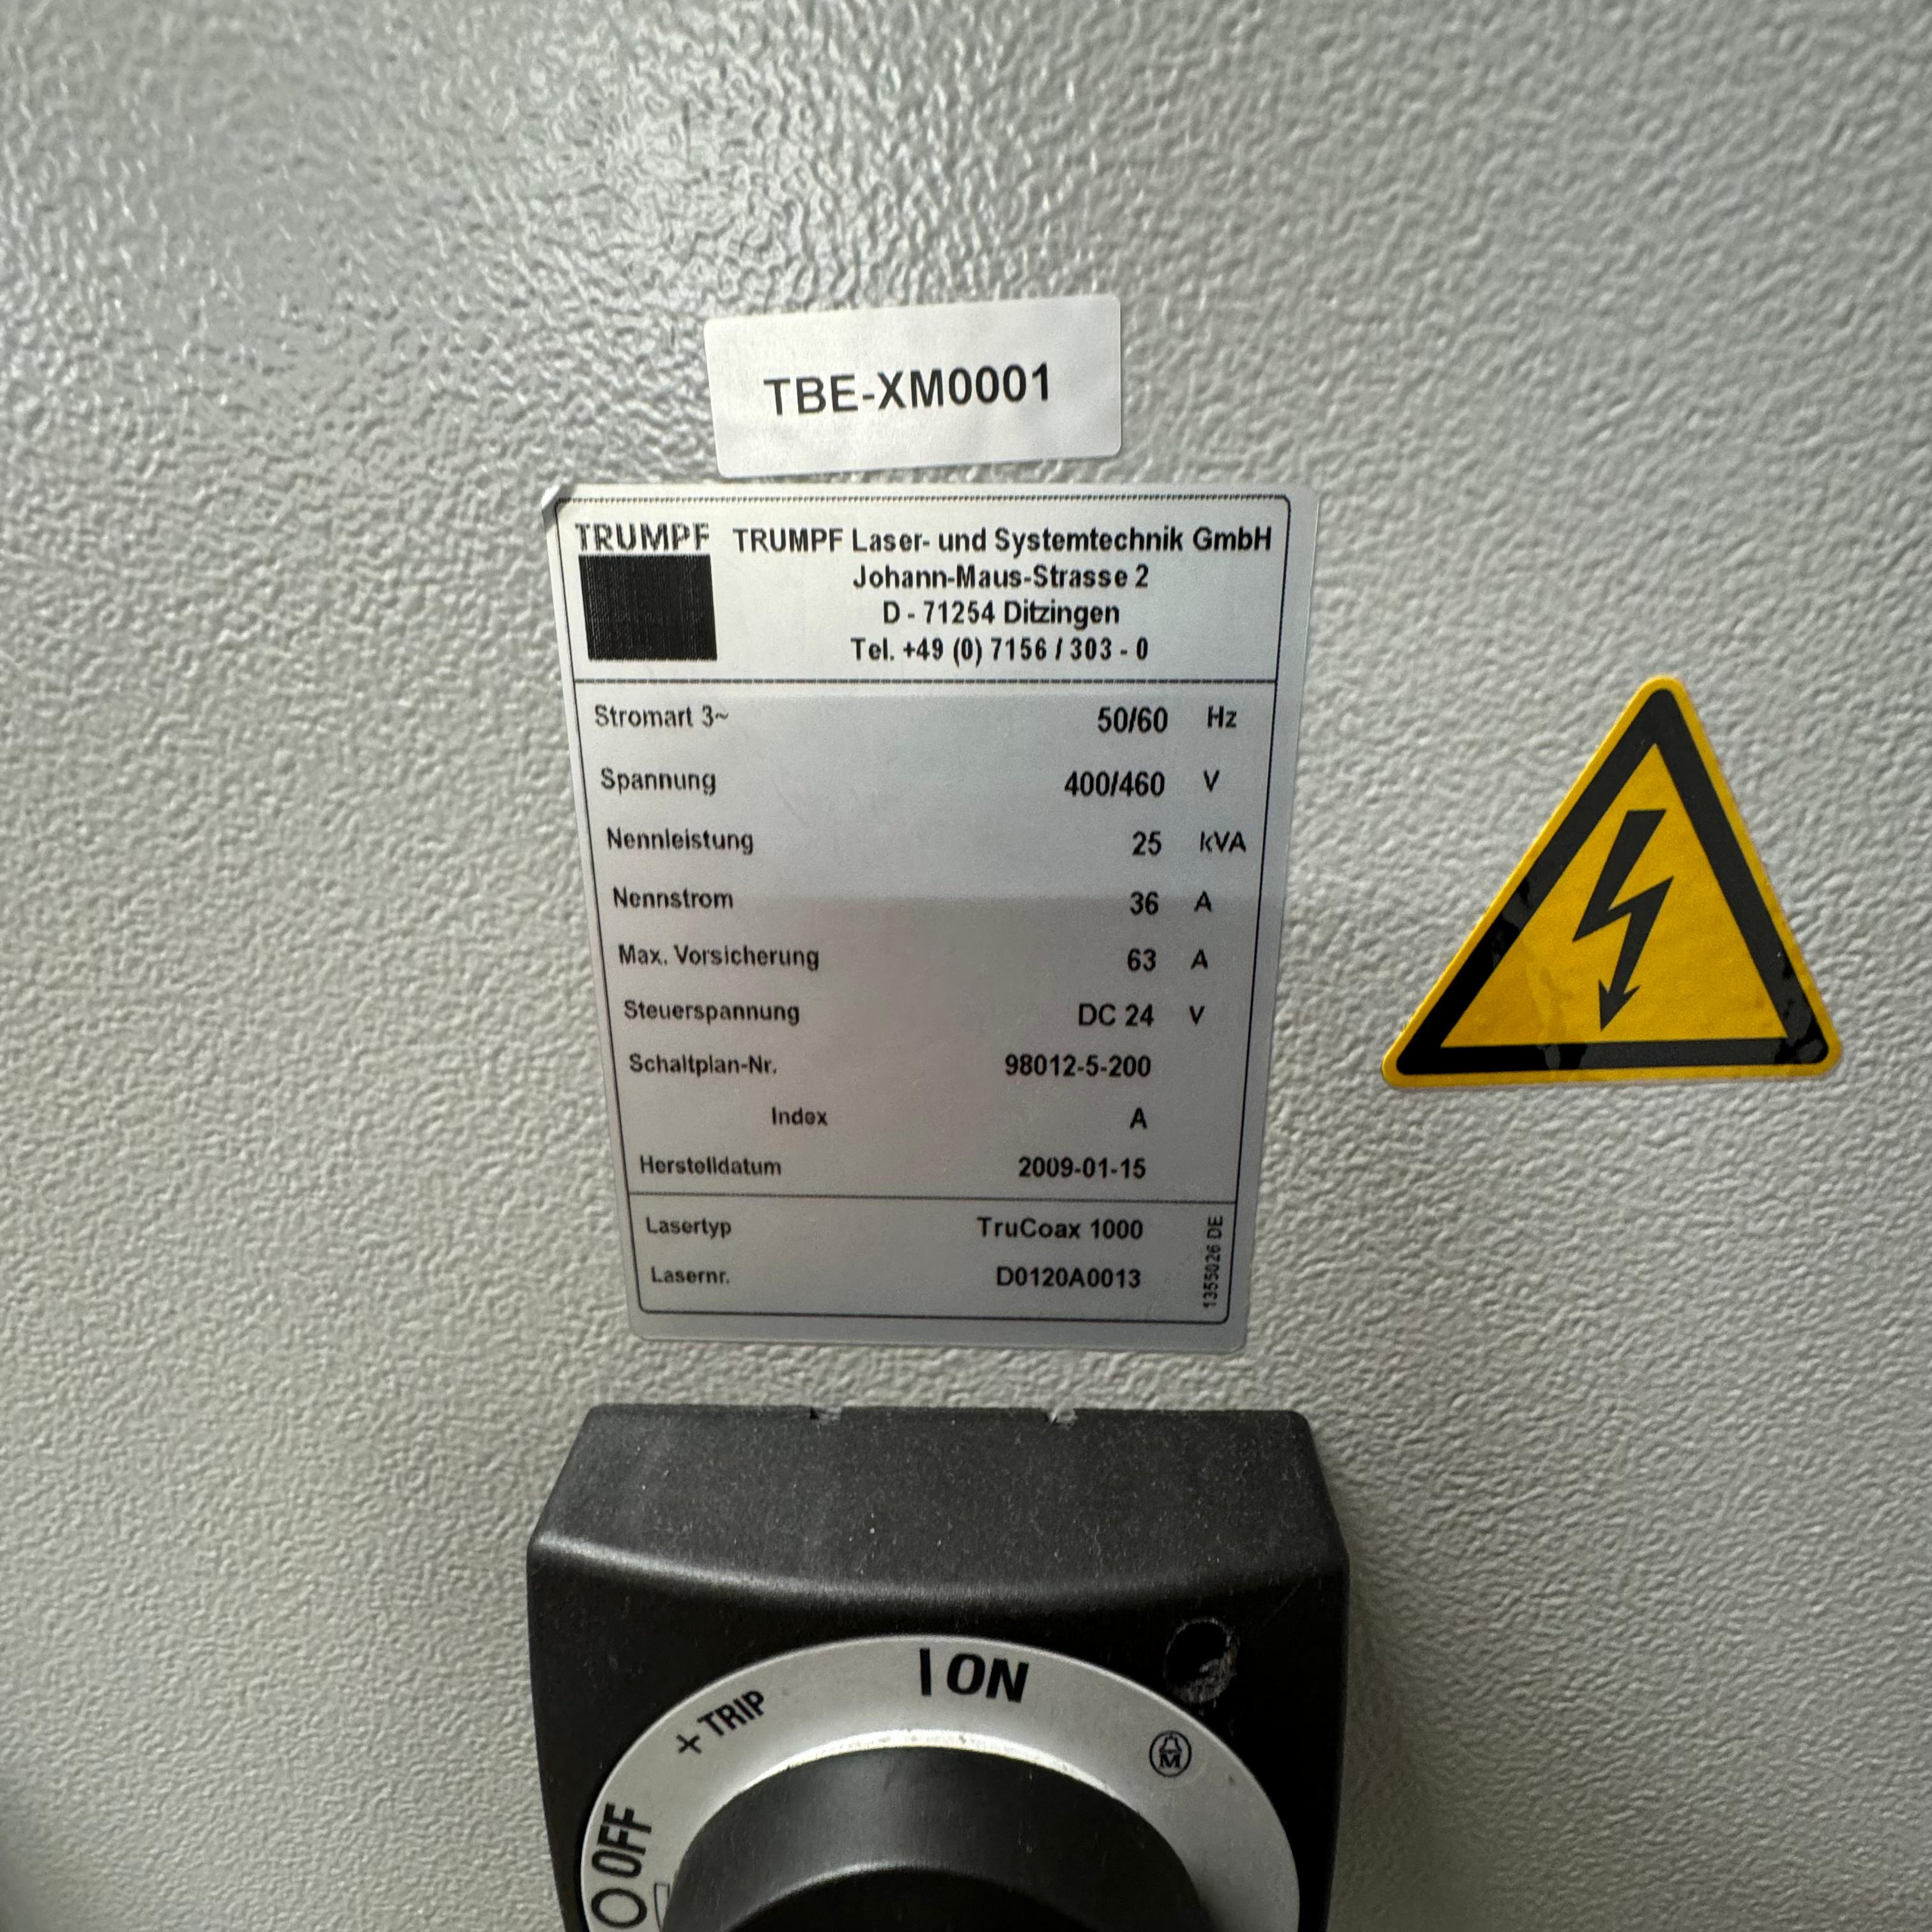 TBE-XM0001
TRUMPF
TRUMPF Laser- und Systemtechnik GmbH
Johann-Maus-Strasse 2
D - 71254 Ditzingen
Tel. +49 (0) 7156 / 303 - 0
Stromart 3~ 50/60 Hz
Spannung 400/460 V
Nennleistung 25 kVA
Nennstrom 36 A
Max. Vorsicherung 63 A
Steuerspannung DC 24 V
Schaltplan-Nr. 98012-5-200
Index A
Herstelldatum 2009-01-15
Lasertyp TruCoax 1000
Lasernr. D0120A0013
1355026 DE
I ON
+ TRIP
O OFF
M